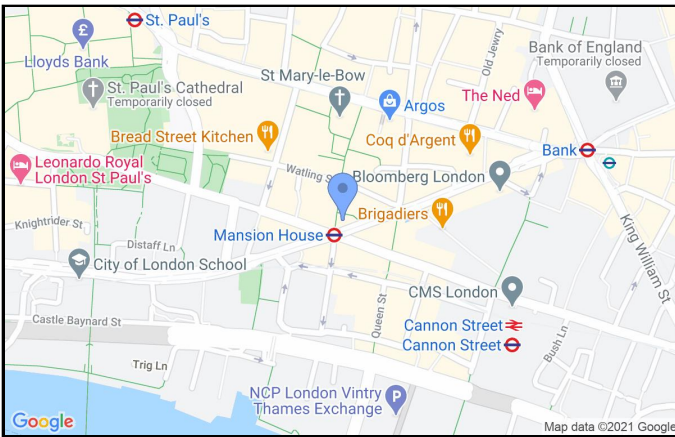 St. Paul's
£
Lloyds Bank
Bank of England
Temporarily closed
Old Jewry
St Mary-le-Bow
St. Paul's Cathedral
Temporarily closed
The Ned
Argos
Bread Street Kitchen
Coq d'Argent
Bank
Leonardo Royal
London St Paul's
Watling S
Bloomberg London
Brigadiers
Knightrider St
Mansion House
Distaff Ln
King William St
City of London School
CMS London
Queen St
Castle Baynard St
Cannon Street
Cannon Street
Bush Ln
Trig Ln
NCP London Vintry
Thames Exchange
P
Google
Map data ©2021 Google